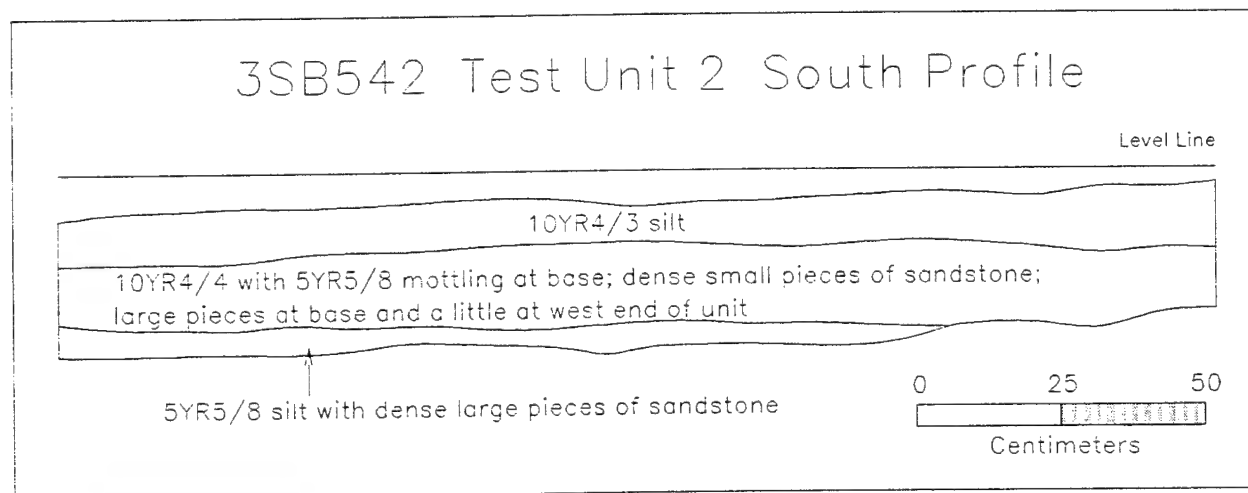 3SB542 Test Unit 2 South Profile
Level Line
10YR4/3 silt
10YR4/4 with 5YR5/8 mottling at base; dense small pieces of sandstone;
large pieces at base and a little at west end of unit
5YR5/8 silt with dense large pieces of sandstone
0 25 50
Centimeters